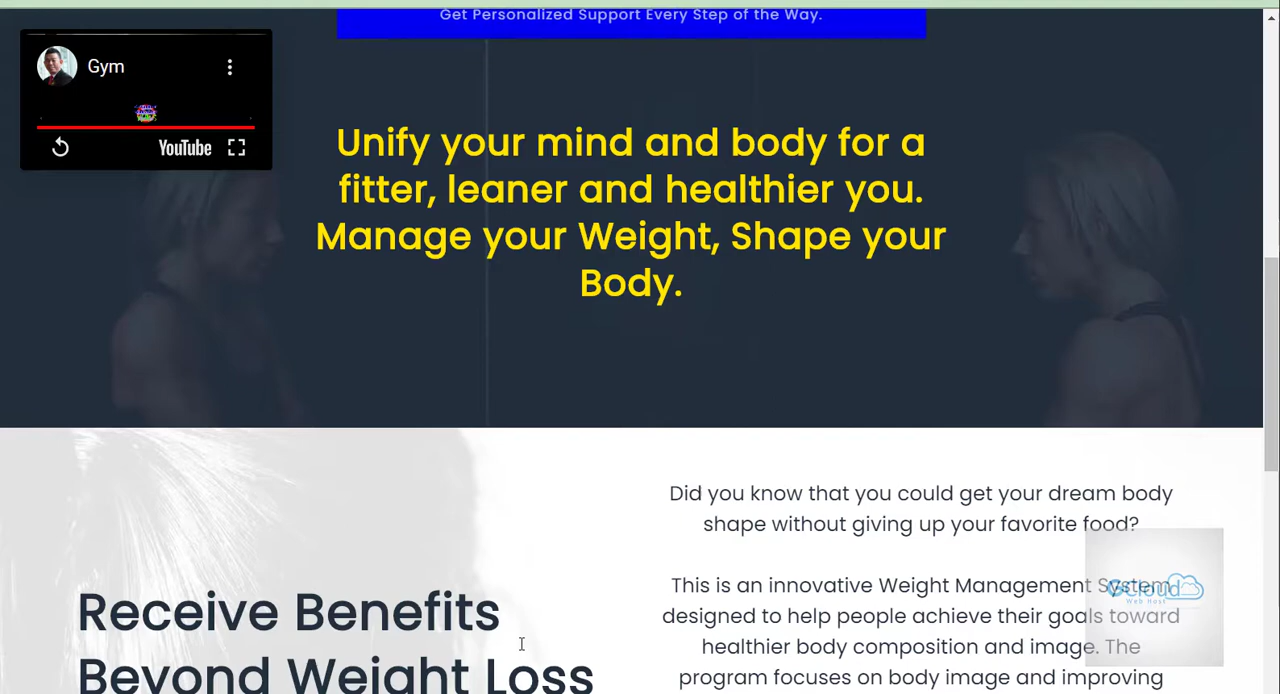 Get Personalized Support Every Step of the Way.
Gym
YouTube
Unify your mind and body for a
fitter, leaner and healthier you.
Manage your Weight, Shape your
Body.
Did you know that you could get your dream body
shape without giving up your favorite food?
This is an innovative Weight Management System
designed to help people achieve their goals toward
healthier body composition and image. The
program focuses on body image and improving
Receive Benefits
Beyond Weight Loss
cloud
Web Host